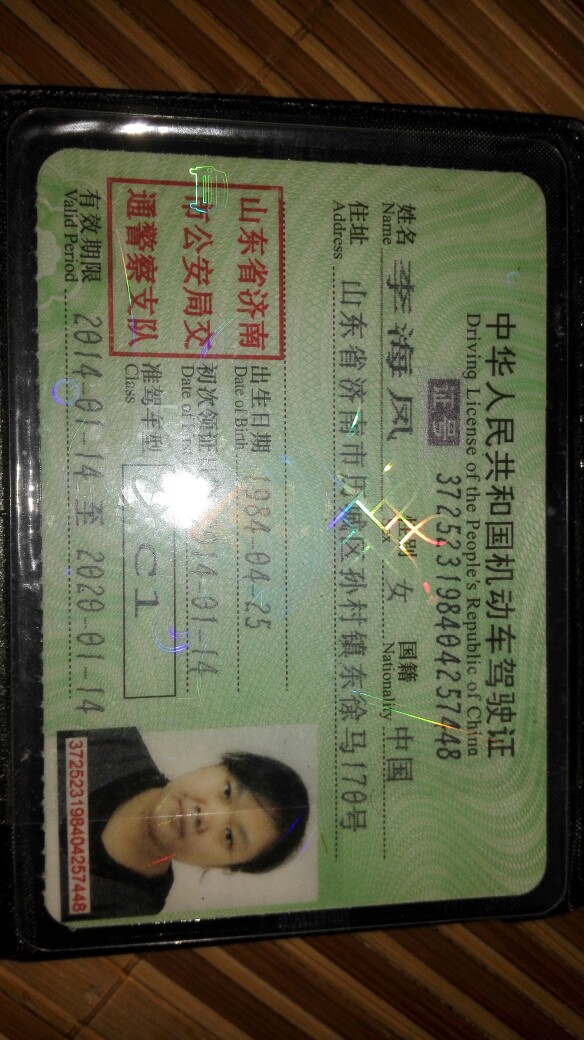 中华人民共和国机动车驾驶证
Driving License of the People's Republic of China
证号 372523198404257448
姓名 李海凤 性别 女 国籍 中国
Name Sex Nationality
住址 山东省济南市历城区孙村镇东徐马170号
Address
山东省济南
市公安局交
通警察支队
出生日期 1984-04-25
Date of Birth
初次领证 14-01-14
Date of First
准驾车型 C1
Class
有效期限 2014-01-14 至 2020-01-14
Valid Period
372523198404257448